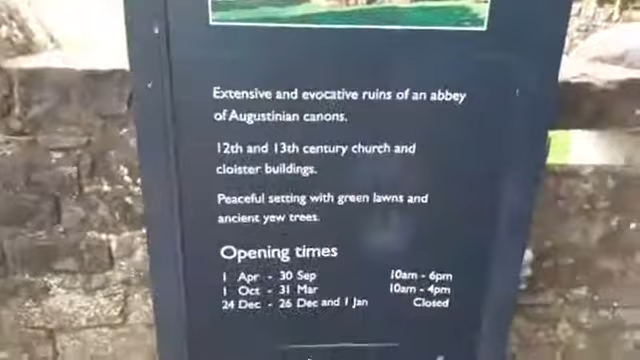 Extensive and evocative ruins of an abbey
of Augustinian canons.
12th and 13th century church and
cloister buildings.
Peaceful setting with green lawns and
ancient yew trees.
Opening times
1 Apr - 30 Sep 10am - 6pm
1 Oct - 31 Mar 10am - 4pm
24 Dec - 26 Dec and 1 Jan Closed